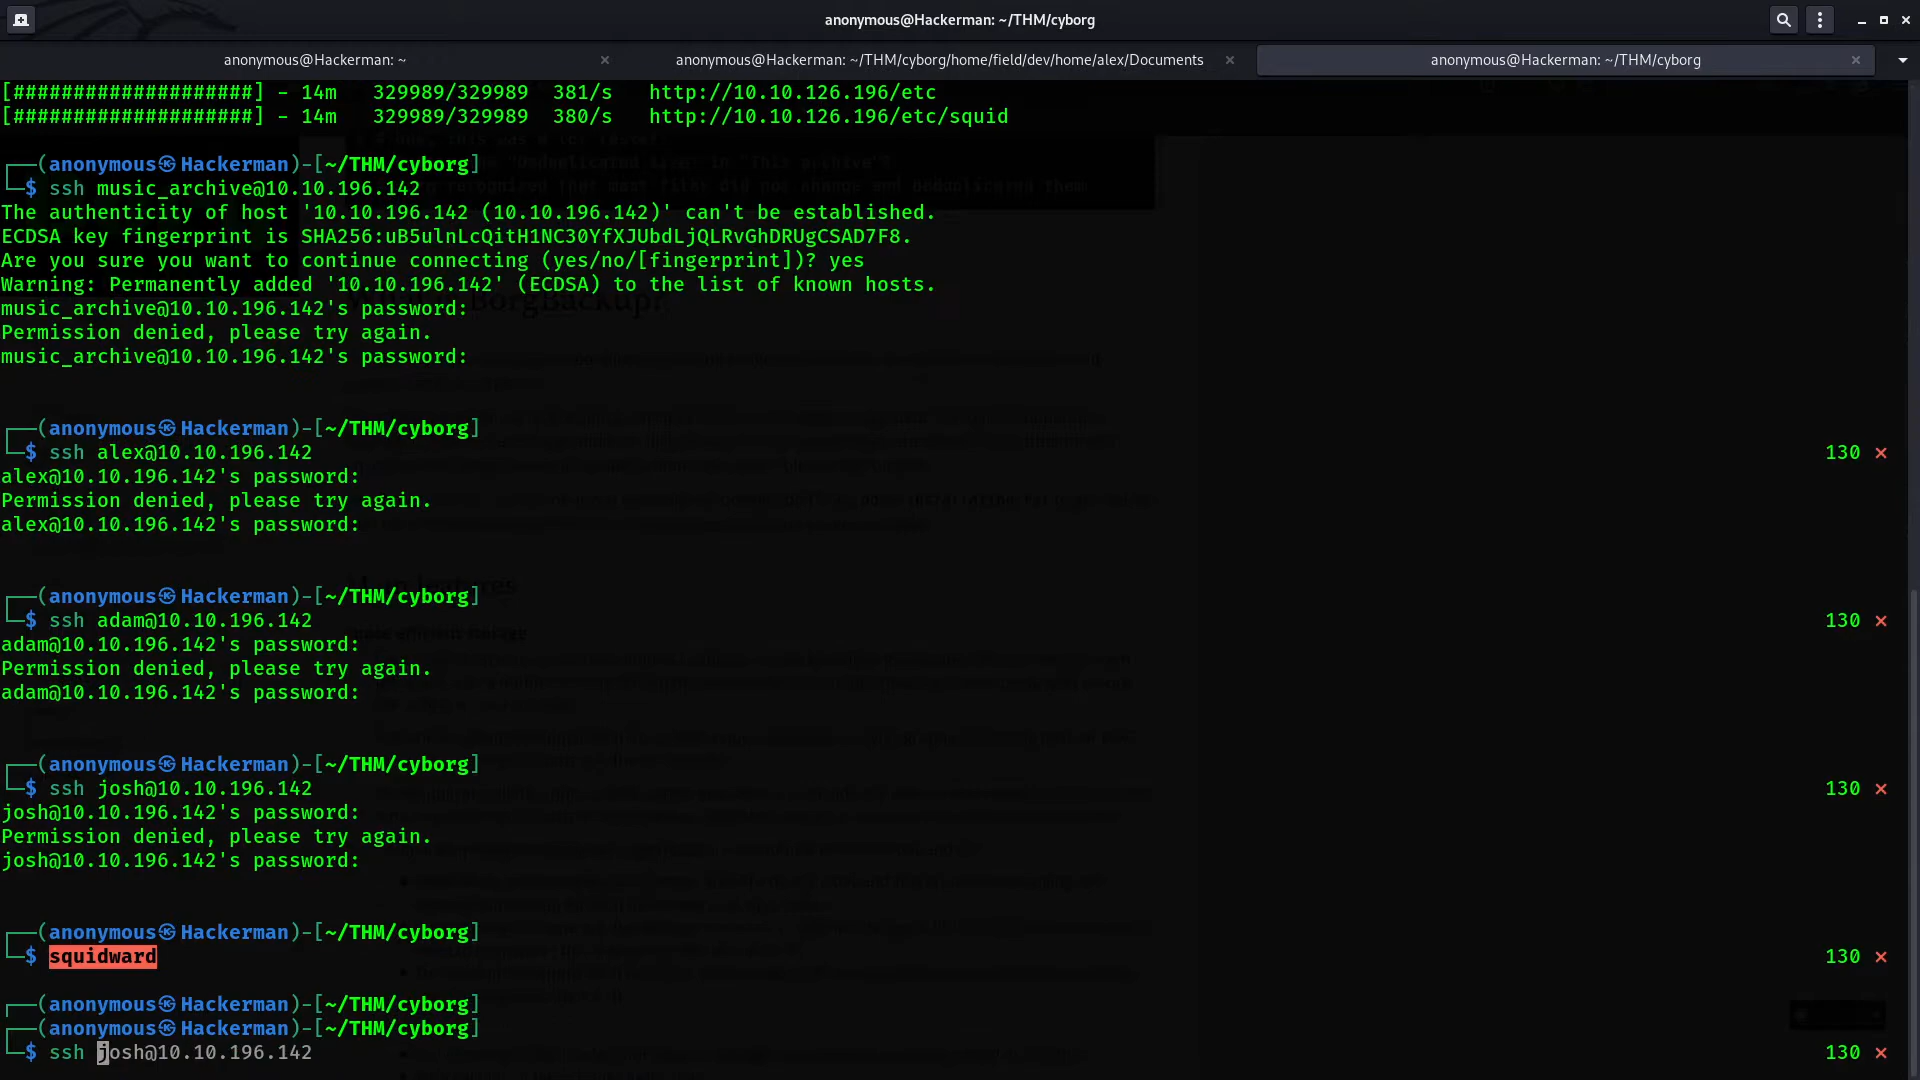 anonymous@Hackerman: ~/THM/cyborg
anonymous@Hackerman: ~
anonymous@Hackerman: ~/THM/cyborg/home/field/dev/home/alex/Documents
anonymous@Hackerman: ~/THM/cyborg
[####################] - 14m   329989/329989  381/s   http://10.10.126.196/etc
[####################] - 14m   329989/329989  380/s   http://10.10.126.196/etc/squid
┌──(anonymous㉿Hackerman)-[~/THM/cyborg]
└─$ ssh music_archive@10.10.196.142
The authenticity of host '10.10.196.142 (10.10.196.142)' can't be established.
ECDSA key fingerprint is SHA256:uB5ulnLcQitH1NC30YfXJUbdLjQLRvGhDRUgCSAD7F8.
Are you sure you want to continue connecting (yes/no/[fingerprint])? yes
Warning: Permanently added '10.10.196.142' (ECDSA) to the list of known hosts.
music_archive@10.10.196.142's password:
Permission denied, please try again.
music_archive@10.10.196.142's password:
┌──(anonymous㉿Hackerman)-[~/THM/cyborg]
└─$ ssh alex@10.10.196.142 130 ⨯
alex@10.10.196.142's password:
Permission denied, please try again.
alex@10.10.196.142's password:
┌──(anonymous㉿Hackerman)-[~/THM/cyborg]
└─$ ssh adam@10.10.196.142 130 ⨯
adam@10.10.196.142's password:
Permission denied, please try again.
adam@10.10.196.142's password:
┌──(anonymous㉿Hackerman)-[~/THM/cyborg]
└─$ ssh josh@10.10.196.142 130 ⨯
josh@10.10.196.142's password:
Permission denied, please try again.
josh@10.10.196.142's password:
┌──(anonymous㉿Hackerman)-[~/THM/cyborg]
└─$ squidward 130 ⨯
┌──(anonymous㉿Hackerman)-[~/THM/cyborg]
┌──(anonymous㉿Hackerman)-[~/THM/cyborg]
└─$ ssh josh@10.10.196.142 130 ⨯